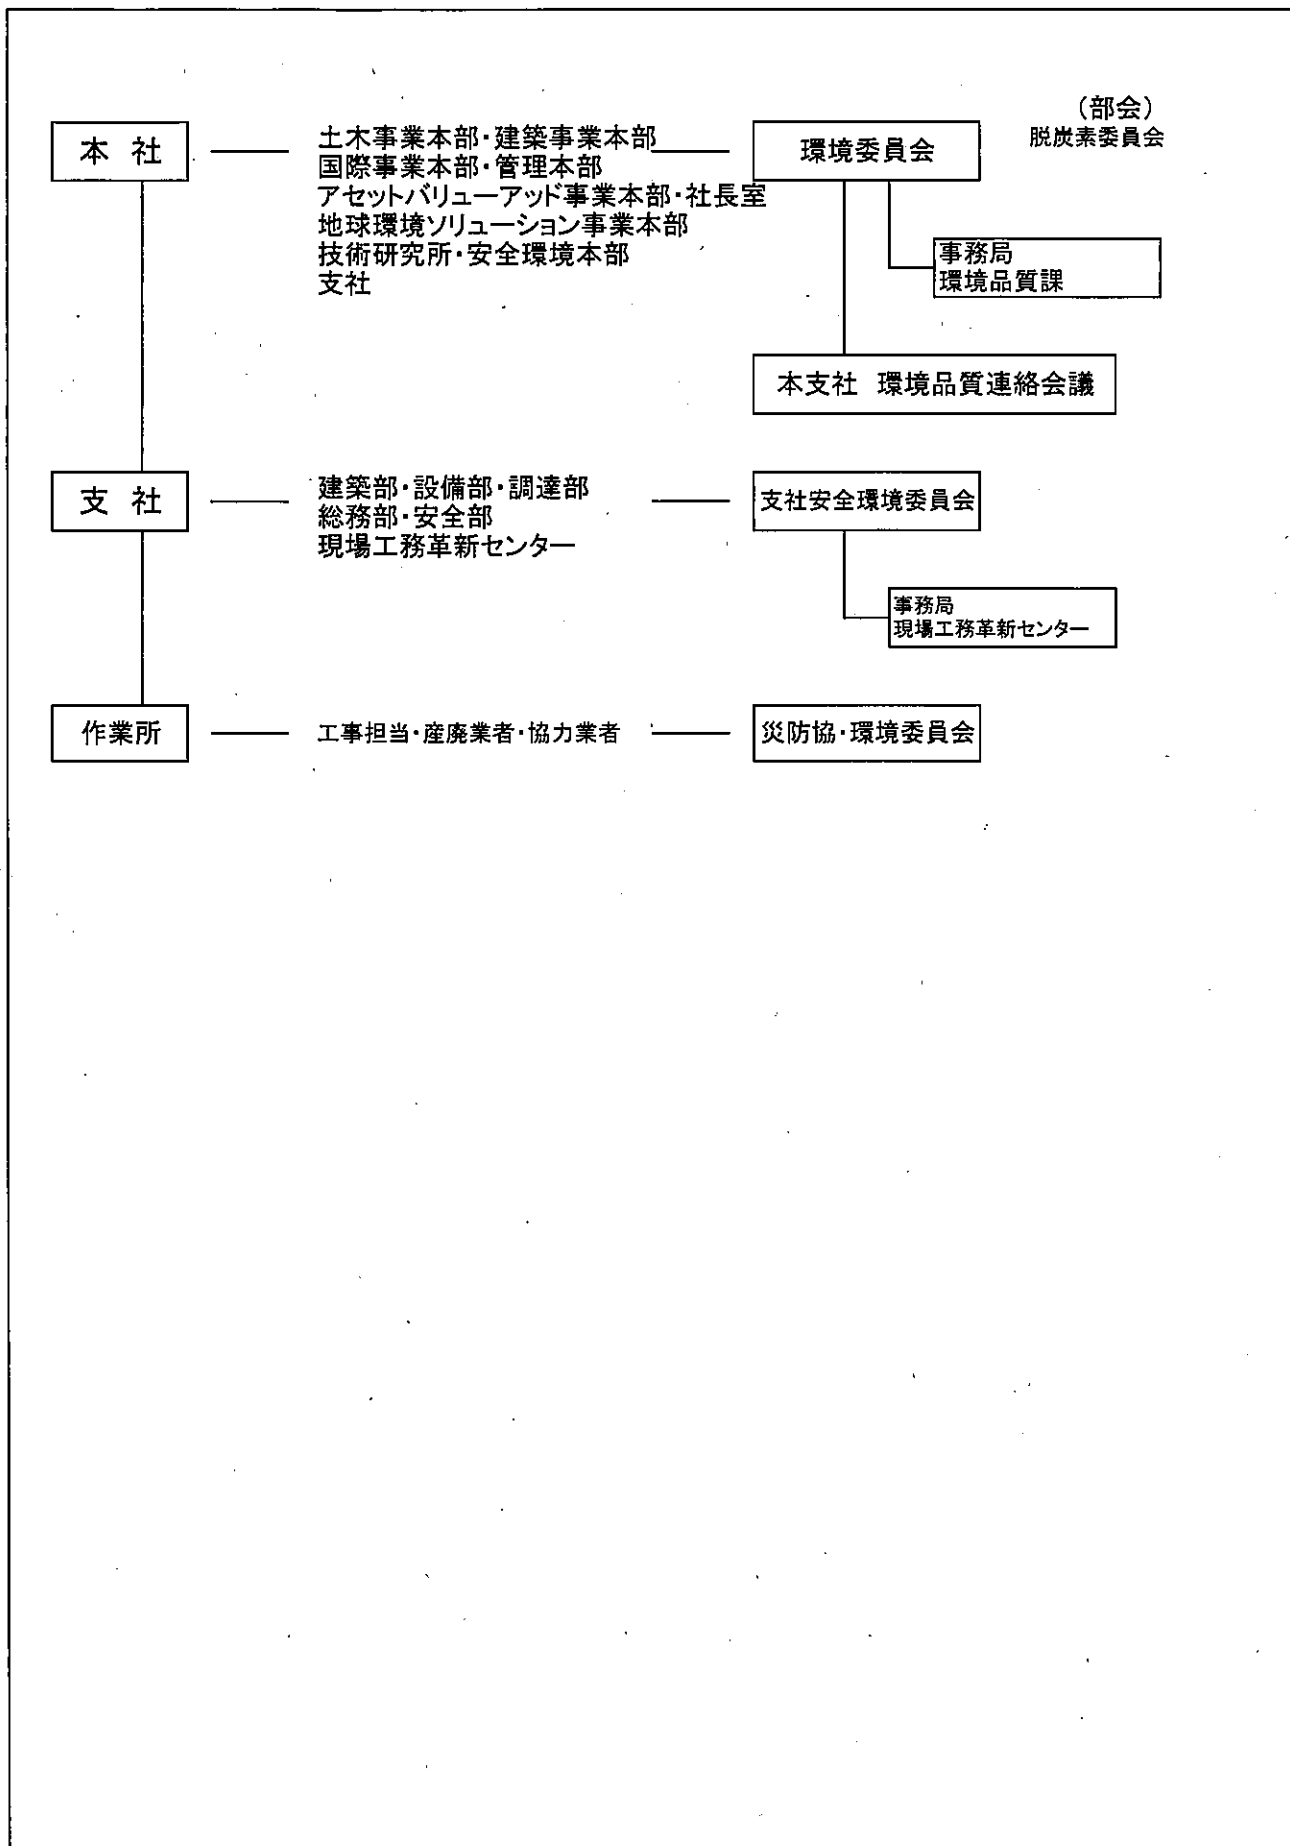 (部会)
脱炭素委員会
本 社
土木事業本部・建築事業本部
国際事業本部・管理本部
アセットバリューアッド事業本部・社長室
地球環境ソリューション事業本部
技術研究所・安全環境本部
支社
環境委員会
事務局
環境品質課
本支社 環境品質連絡会議
支 社
建築部・設備部・調達部
総務部・安全部
現場工務革新センター
支社安全環境委員会
事務局
現場工務革新センター
作業所
工事担当・産廃業者・協力業者
災防協・環境委員会